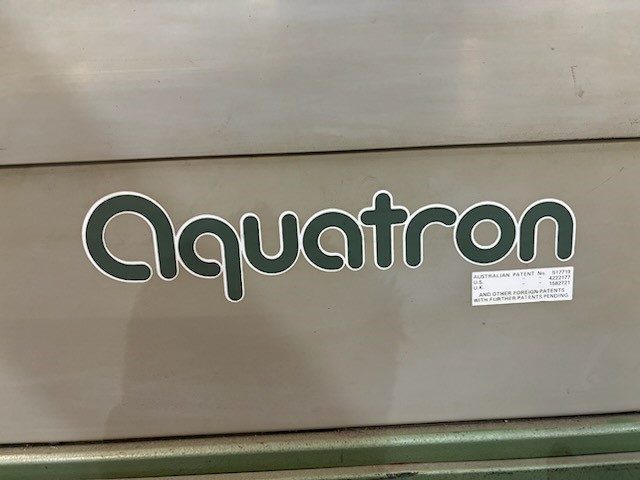 aquatron
AUSTRALIAN PATENT No. 517719
U.S. - - 4222177
U.K. - - 1582721
AND OTHER FOREIGN PATENTS
WITH FURTHER PATENTS PENDING